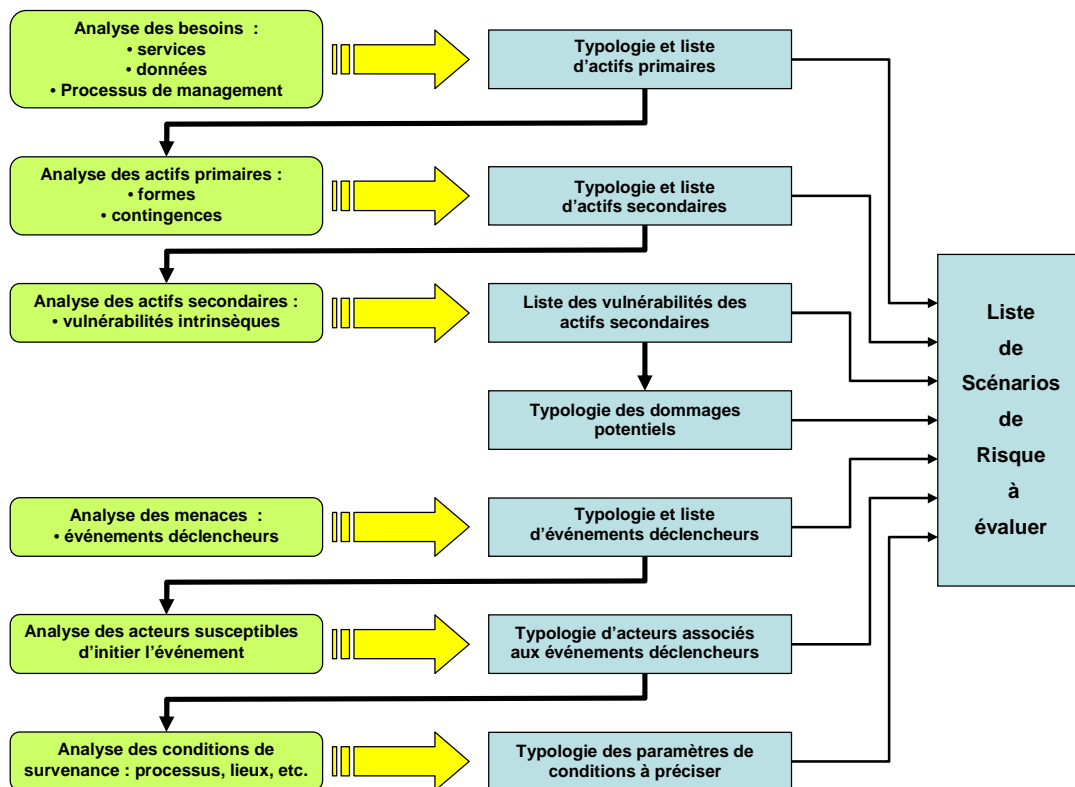 Analyse des besoins :
• services
• données
• Processus de management
Typologie et liste
d'actifs primaires
Analyse des actifs primaires :
• formes
• contingences
Typologie et liste
d'actifs secondaires
Analyse des actifs secondaires :
• vulnérabilités intrinsèques
Liste des vulnérabilités des
actifs secondaires
Typologie des dommages
potentiels
Analyse des menaces :
• événements déclencheurs
Typologie et liste
d'événements déclencheurs
Analyse des acteurs susceptibles
d'initier l'événement
Typologie d'acteurs associés
aux événements déclencheurs
Analyse des conditions de
survenance : processus, lieux, etc.
Typologie des paramètres de
conditions à préciser
Liste
de
Scénarios
de
Risque
à
évaluer